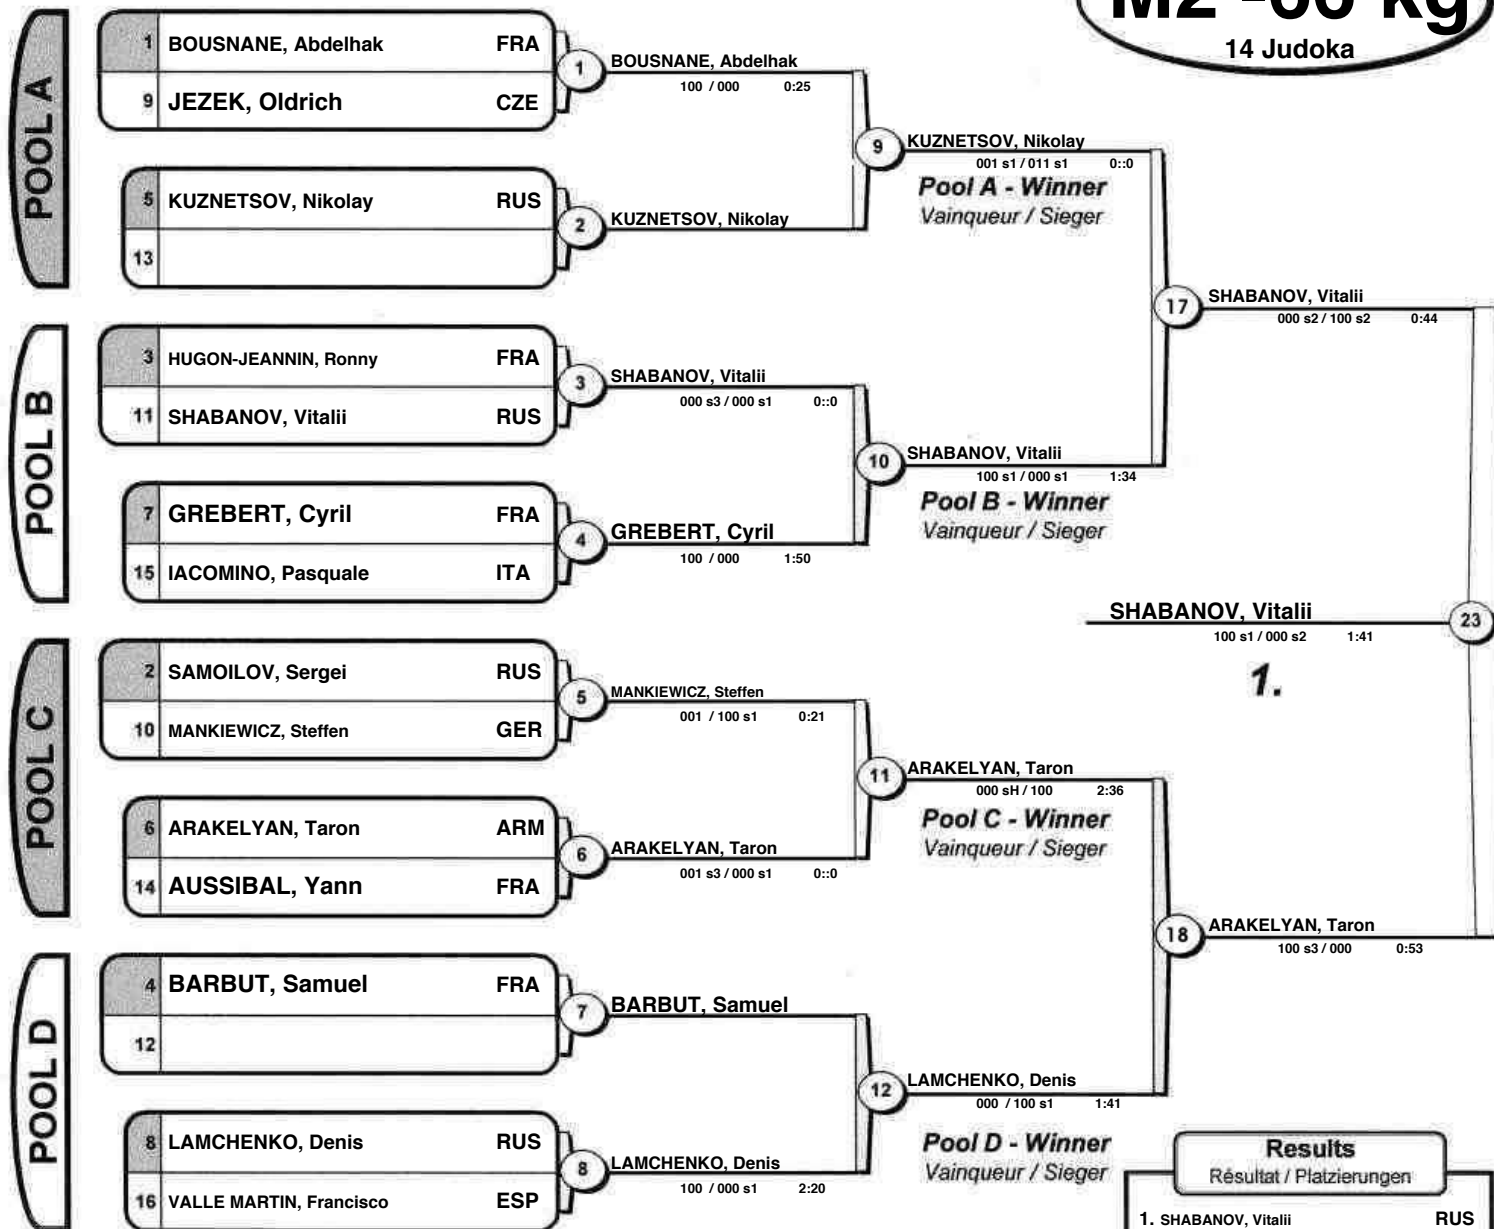 M2 -66 kg
14 Judoka
POOL A
1 BOUSNANE, Abdelhak FRA
9 JEZEK, Oldrich CZE
5 KUZNETSOV, Nikolay RUS
13
1
BOUSNANE, Abdelhak
100 / 000 0:25
2
KUZNETSOV, Nikolay
9
KUZNETSOV, Nikolay
001 s1 / 011 s1 0::0
Pool A - Winner
Vainqueur / Sieger
POOL B
3 HUGON-JEANNIN, Ronny FRA
11 SHABANOV, Vitalii RUS
7 GREBERT, Cyril FRA
15 IACOMINO, Pasquale ITA
3
SHABANOV, Vitalii
000 s3 / 000 s1 0::0
4
GREBERT, Cyril
100 / 000 1:50
10
SHABANOV, Vitalii
100 s1 / 000 s1 1:34
Pool B - Winner
Vainqueur / Sieger
17
SHABANOV, Vitalii
000 s2 / 100 s2 0:44
SHABANOV, Vitalii
100 s1 / 000 s2 1:41
23
1.
POOL C
2 SAMOILOV, Sergei RUS
10 MANKIEWICZ, Steffen GER
6 ARAKELYAN, Taron ARM
14 AUSSIBAL, Yann FRA
5
MANKIEWICZ, Steffen
001 / 100 s1 0:21
6
ARAKELYAN, Taron
001 s3 / 000 s1 0::0
11
ARAKELYAN, Taron
000 sH / 100 2:36
Pool C - Winner
Vainqueur / Sieger
18
ARAKELYAN, Taron
100 s3 / 000 0:53
POOL D
4 BARBUT, Samuel FRA
12
8 LAMCHENKO, Denis RUS
16 VALLE MARTIN, Francisco ESP
7
BARBUT, Samuel
8
LAMCHENKO, Denis
100 / 000 s1 2:20
12
LAMCHENKO, Denis
000 / 100 s1 1:41
Pool D - Winner
Vainqueur / Sieger
Results
Résultat / Platzierungen
1. SHABANOV, Vitalii RUS